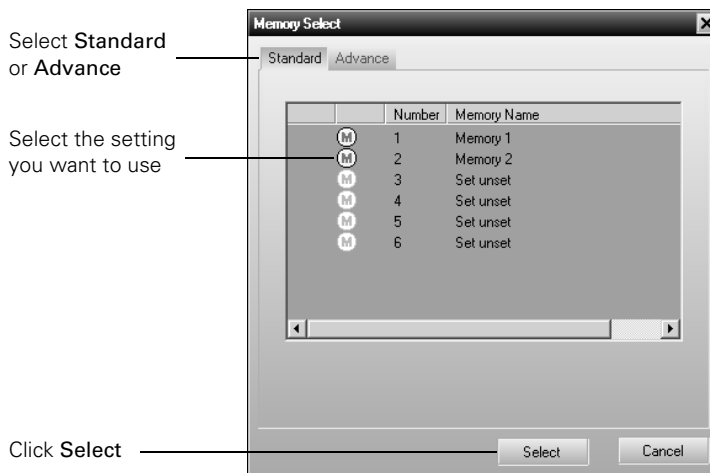 Memory Select
Select Standard
or Advance
Standard Advance
Number Memory Name
Select the setting
you want to use
M 1 Memory 1
M 2 Memory 2
M 3 Set unset
M 4 Set unset
M 5 Set unset
M 6 Set unset
Click Select
Select Cancel